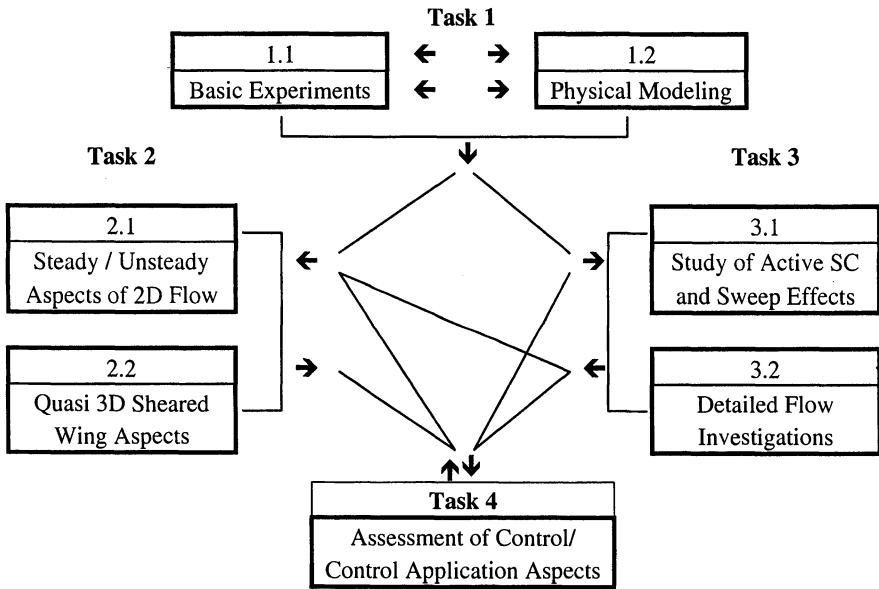 Task 1
1.1
Basic Experiments
1.2
Physical Modeling
Task 2
2.1
Steady / Unsteady
Aspects of 2D Flow
2.2
Quasi 3D Sheared
Wing Aspects
Task 3
3.1
Study of Active SC
and Sweep Effects
3.2
Detailed Flow
Investigations
Task 4
Assessment of Control/
Control Application Aspects